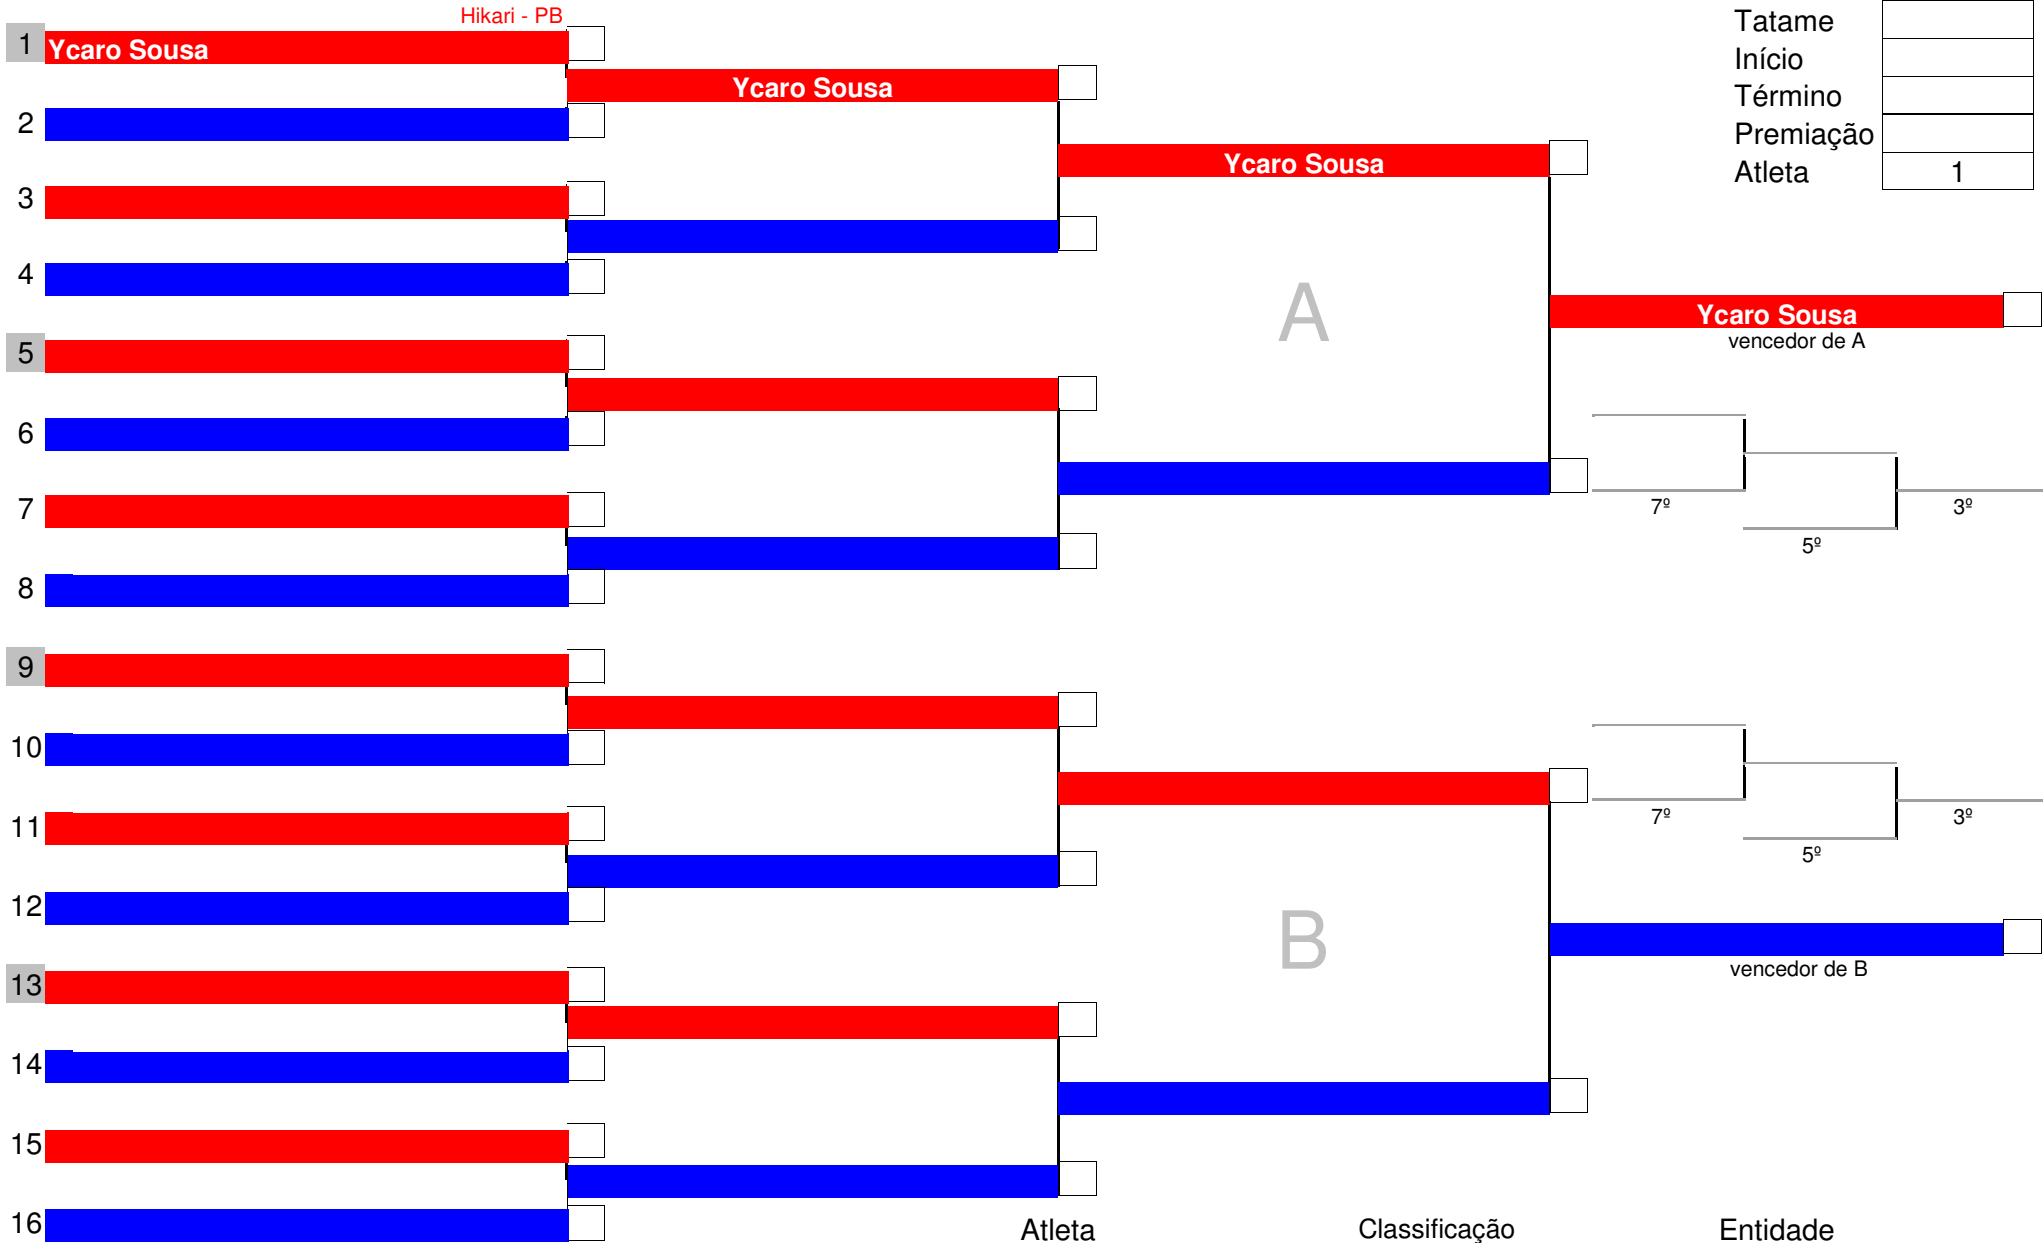 Hikari - PB
1 Ycaro Sousa
Ycaro Sousa
2
Ycaro Sousa
3
4
A
Ycaro Sousa
vencedor de A
5
6
7
7º
3º
5º
8
9
10
11
7º
3º
5º
12
B
13
vencedor de B
14
15
16
Tatame
Início
Término
Premiação
Atleta 1
Atleta Classificação Entidade